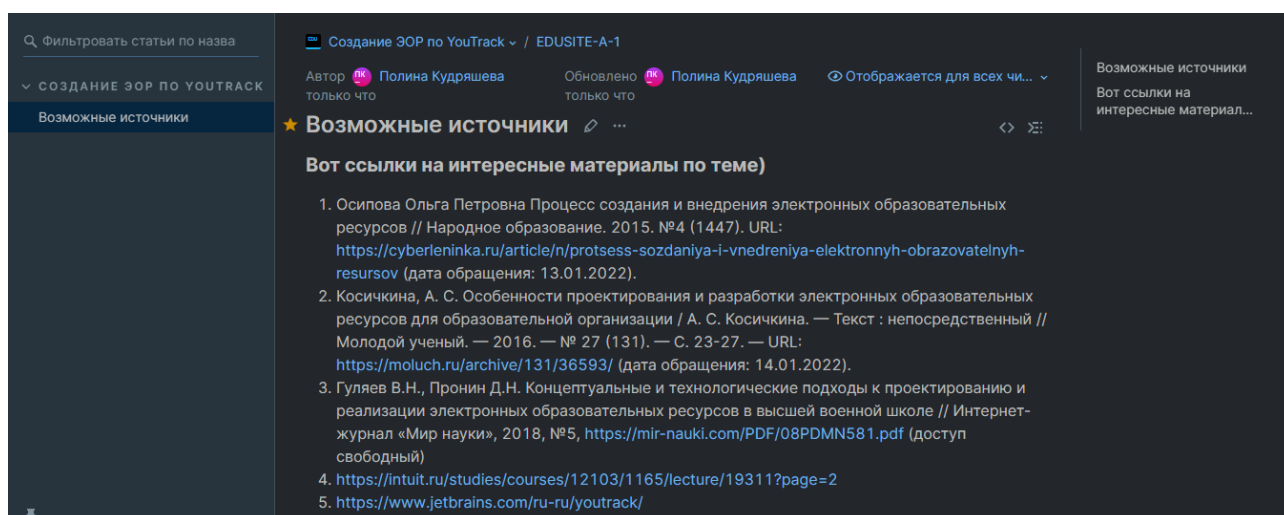 Фильтровать статьи по назва
СОЗДАНИЕ ЭОР ПО YOUTRACK
Возможные источники
EDU Создание ЭОР по YouTrack / EDUSITE-A-1
Автор ПК Полина Кудряшева
только что
Обновлено ПК Полина Кудряшева
только что
Отображается для всех чи...
Возможные источники ...
Вот ссылки на интересные материалы по теме)
1. Осипова Ольга Петровна Процесс создания и внедрения электронных образовательных
ресурсов // Народное образование. 2015. №4 (1447). URL:
https://cyberleninka.ru/article/n/protsess-sozdaniya-i-vnedreniya-elektronnyh-obrazovatelnyh-
resursov (дата обращения: 13.01.2022).
2. Косичкина, А. С. Особенности проектирования и разработки электронных образовательных
ресурсов для образовательной организации / А. С. Косичкина. — Текст : непосредственный //
Молодой ученый. — 2016. — № 27 (131). — С. 23-27. — URL:
https://moluch.ru/archive/131/36593/ (дата обращения: 14.01.2022).
3. Гуляев В.Н., Пронин Д.Н. Концептуальные и технологические подходы к проектированию и
реализации электронных образовательных ресурсов в высшей военной школе // Интернет-
журнал «Мир науки», 2018, №5, https://mir-nauki.com/PDF/08PDMN581.pdf (доступ
свободный)
4. https://intuit.ru/studies/courses/12103/1165/lecture/19311?page=2
5. https://www.jetbrains.com/ru-ru/youtrack/
Возможные источники
Вот ссылки на
интересные материал...